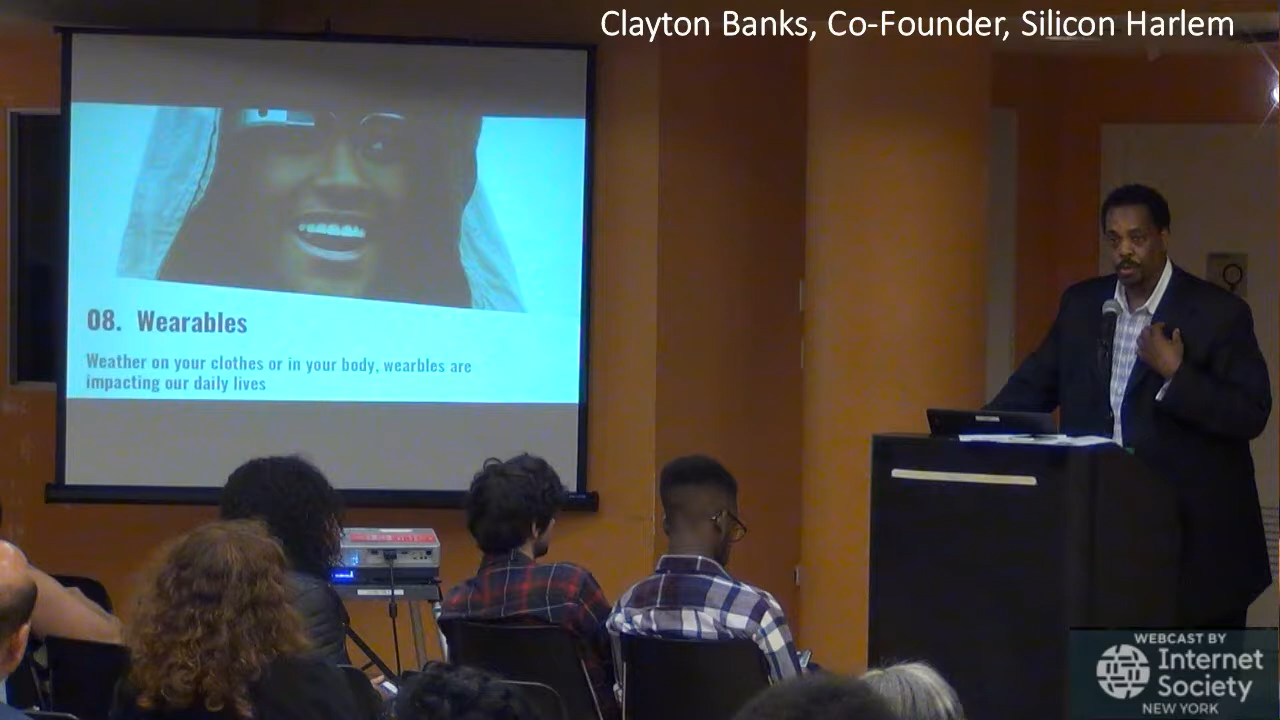 Clayton Banks, Co-Founder, Silicon Harlem
08. Wearables
Weather on your clothes or in your body, wearbles are
impacting our daily lives
WEBCAST BY
Internet
Society
NEW YORK